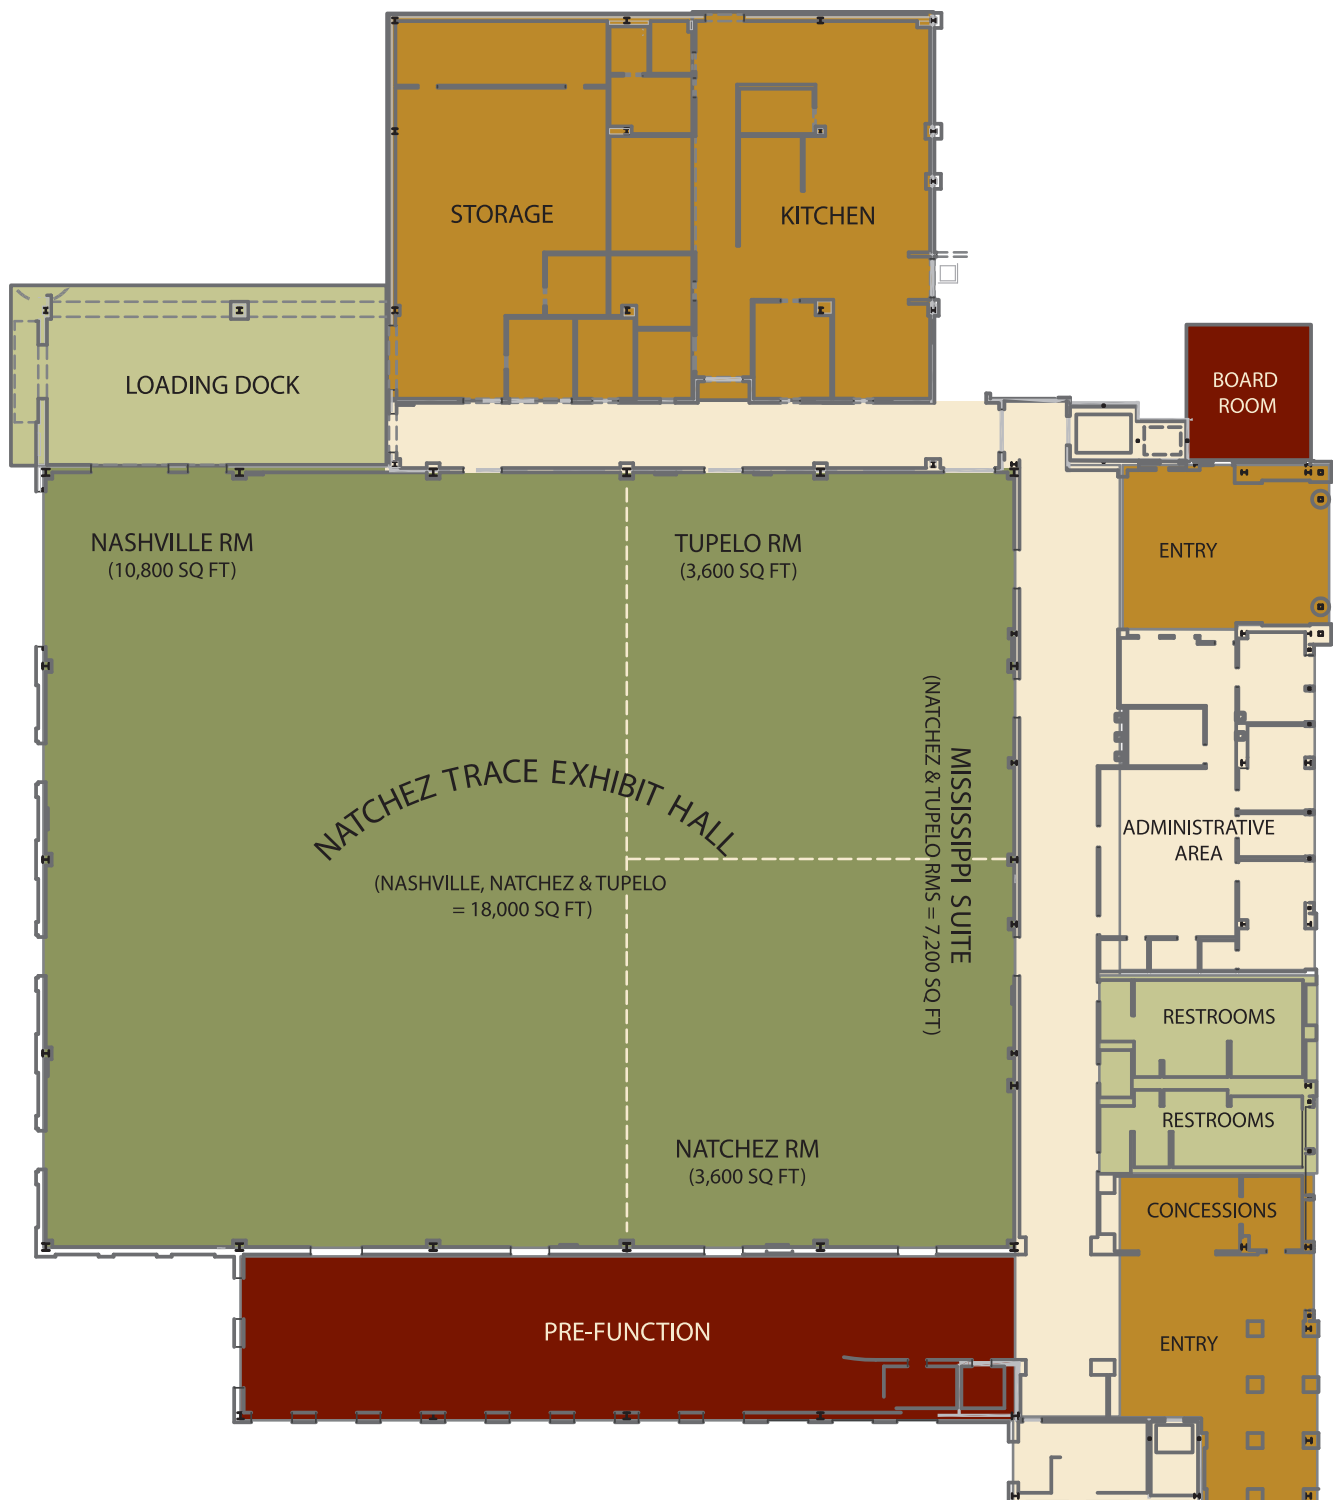 STORAGE
KITCHEN
LOADING DOCK
BOARD
ROOM
NASHVILLE RM
(10,800 SQ FT)
TUPELO RM
(3,600 SQ FT)
ENTRY
NATCHEZ TRACE EXHIBIT HALL
(NASHVILLE, NATCHEZ & TUPELO
= 18,000 SQ FT)
MISSISSIPPI SUITE
(NATCHEZ & TUPELO RMS = 7,200 SQ FT)
ADMINISTRATIVE
AREA
RESTROOMS
RESTROOMS
NATCHEZ RM
(3,600 SQ FT)
CONCESSIONS
PRE-FUNCTION
ENTRY